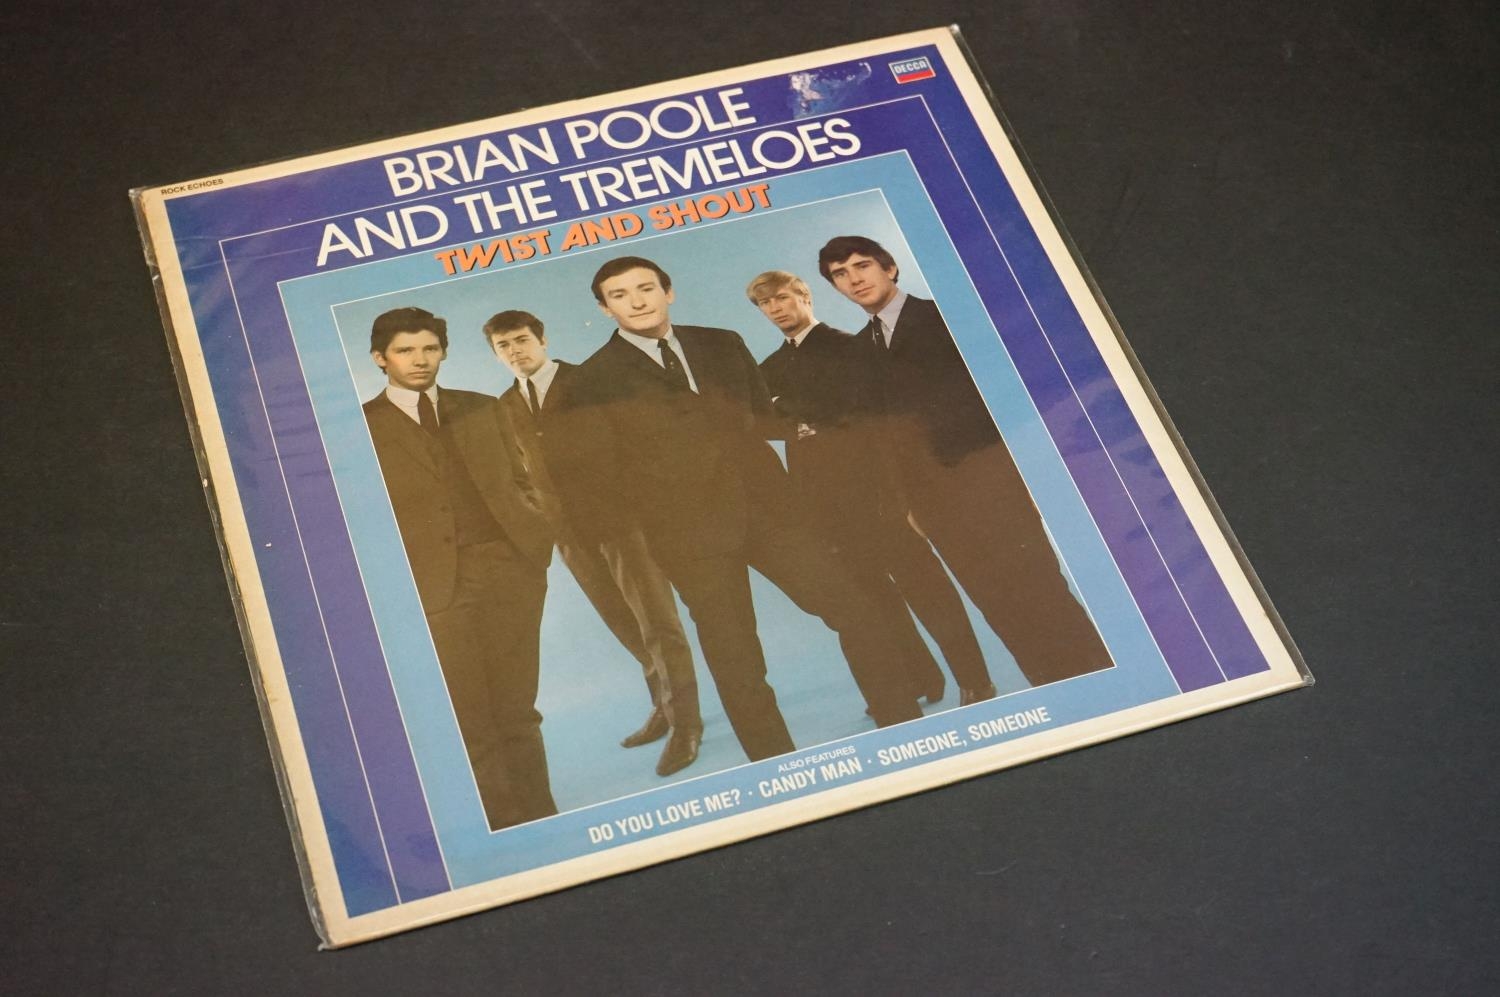 ROCK ECHOES
DECCA
BRIAN POOLE
AND THE TREMELOES
TWIST AND SHOUT
ALSO FEATURES
DO YOU LOVE ME? · CANDY MAN · SOMEONE, SOMEONE